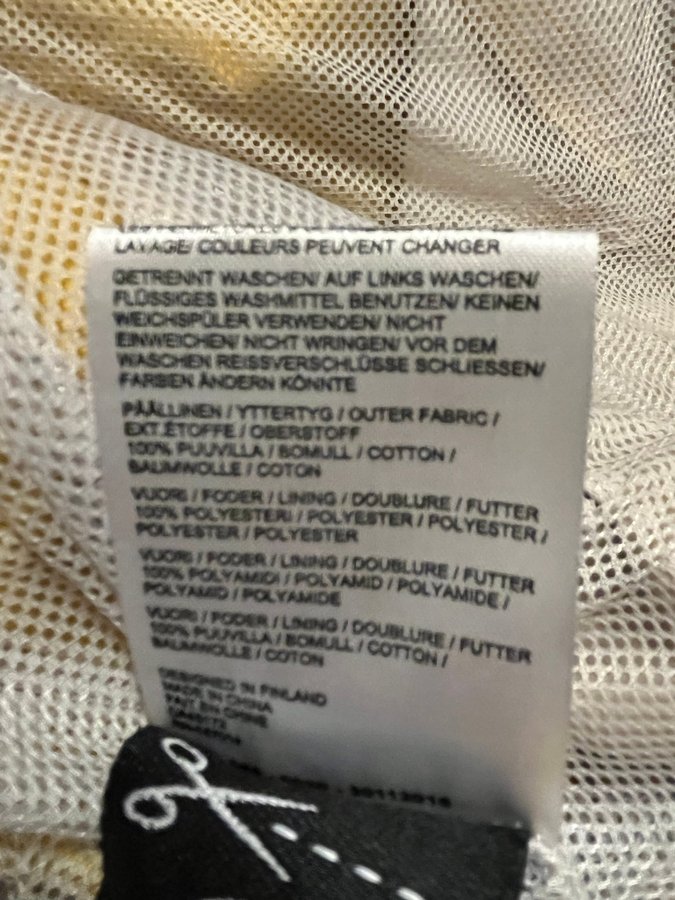 LAVAGE/ COULEURS PEUVENT CHANGER
GETRENNT WASCHEN/ AUF LINKS WASCHEN/
FLÜSSIGES WASHMITTEL BENUTZEN/ KEINEN
WEICHSPÜLER VERWENDEN/ NICHT
EINWEICHEN/ NICHT WRINGEN/ VOR DEM
WASCHEN REISSVERSCHLÜSSE SCHLIESSEN/
FARBEN ÄNDERN KÖNNTE
PÄÄLLINEN / YTTERTYG / OUTER FABRIC /
EXT.ÉTOFFE / OBERSTOFF
100% PUUVILLA / BOMULL / COTTON /
BAUMWOLLE / COTON
VUORI / FODER / LINING / DOUBLURE / FUTTER
100% POLYESTERI / POLYESTER / POLYESTER /
POLYESTER / POLYESTER
VUORI / FODER / LINING / DOUBLURE / FUTTER
100% POLYAMIDI / POLYAMID / POLYAMIDE /
POLYAMID / POLYAMIDE
VUORI / FODER / LINING / DOUBLURE / FUTTER
100% PUUVILLA / BOMULL / COTTON /
BAUMWOLLE / COTON
DESIGNED IN FINLAND
MADE IN CHINA
FAIT EN CHINE